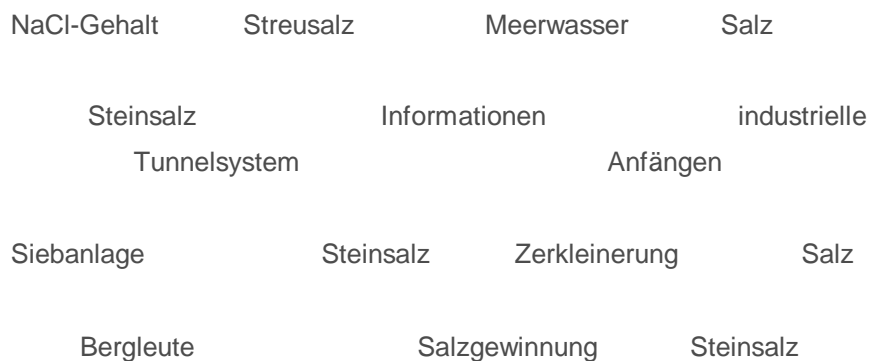 NaCl-Gehalt Streusalz Meerwasser Salz
Steinsalz Informationen industrielle
Tunnelsystem Anfängen
Siebanlage Steinsalz Zerkleinerung Salz
Bergleute Salzgewinnung Steinsalz